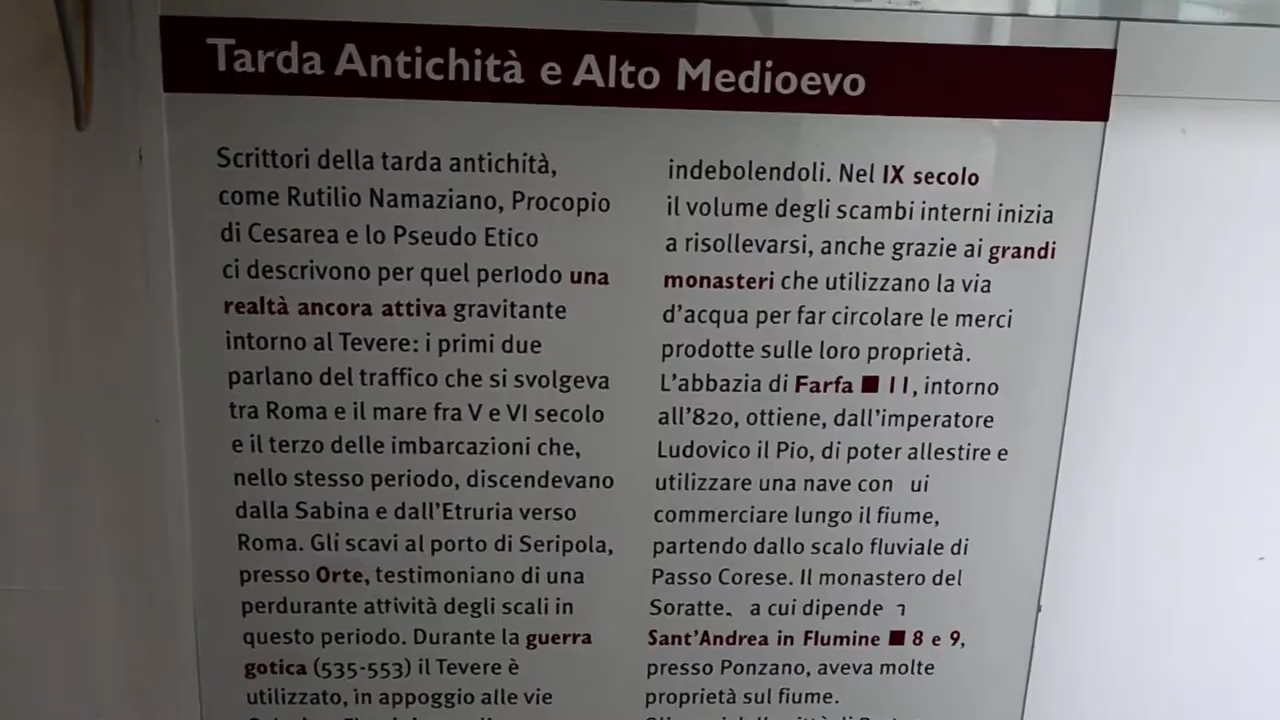 Tarda Antichità e Alto Medioevo
Scrittori della tarda antichità,
come Rutilio Namaziano, Procopio
di Cesarea e lo Pseudo Etico
ci descrivono per quel periodo una
realtà ancora attiva gravitante
intorno al Tevere: i primi due
parlano del traffico che si svolgeva
tra Roma e il mare fra V e VI secolo
e il terzo delle imbarcazioni che,
nello stesso periodo, discendevano
dalla Sabina e dall'Etruria verso
Roma. Gli scavi al porto di Seripola,
presso Orte, testimoniano di una
perdurante attività degli scali in
questo periodo. Durante la guerra
gotica (535-553) il Tevere è
utilizzato, in appoggio alle vie
indebolendoli. Nel IX secolo
il volume degli scambi interni inizia
a risollevarsi, anche grazie ai grandi
monasteri che utilizzano la via
d'acqua per far circolare le merci
prodotte sulle loro proprietà.
L'abbazia di Farfa ■ 11, intorno
all'820, ottiene, dall'imperatore
Ludovico il Pio, di poter allestire e
utilizzare una nave con ui
commerciare lungo il fiume,
partendo dallo scalo fluviale di
Passo Corese. Il monastero del
Soratte, a cui dipende
Sant'Andrea in Flumine ■ 8 e 9,
presso Ponzano, aveva molte
proprietà sul fiume.